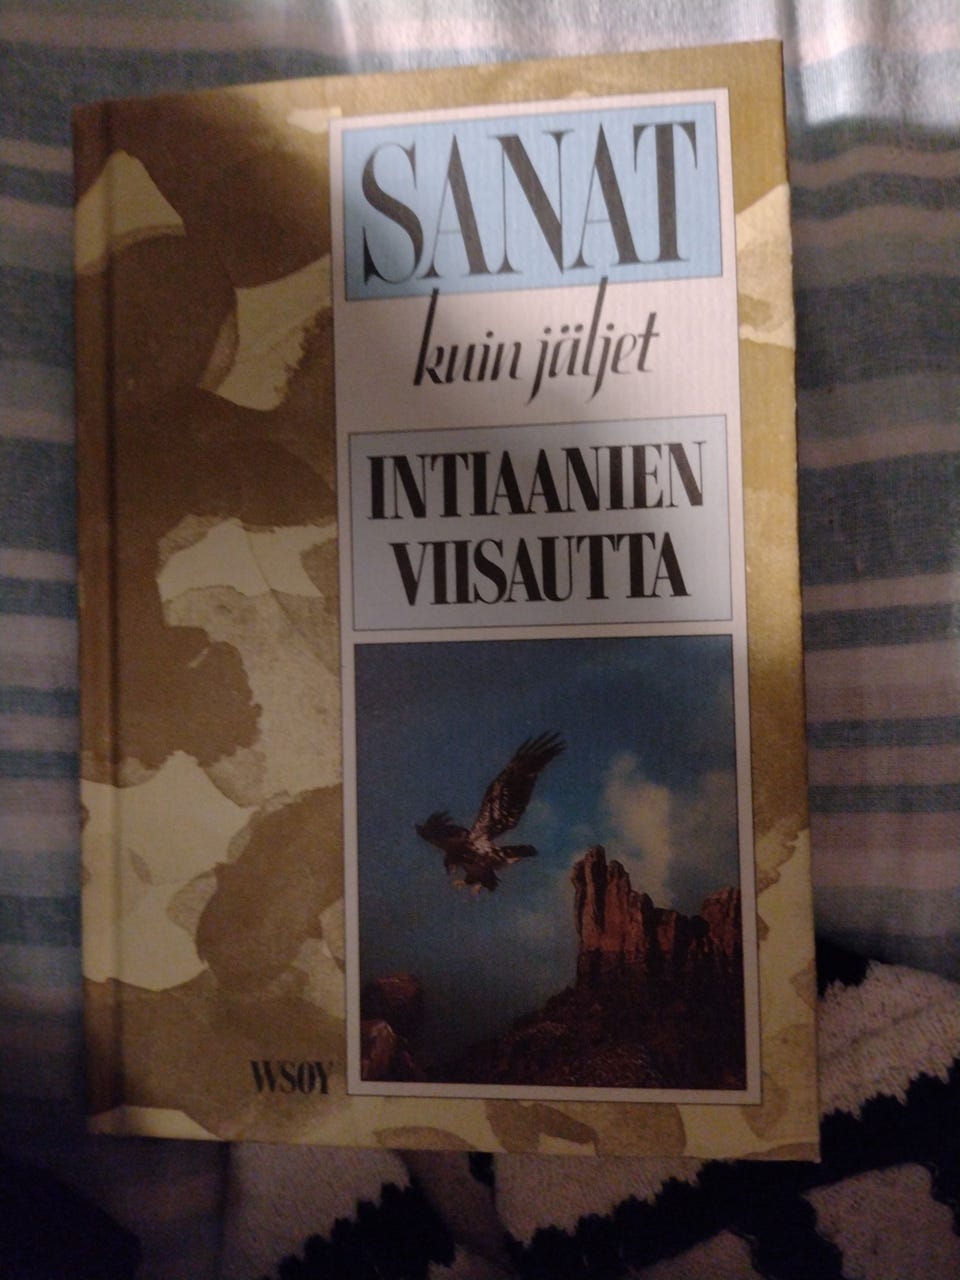 SANAT
kuin jäljet
INTIAANIEN
VIISAUTTA
WSOY